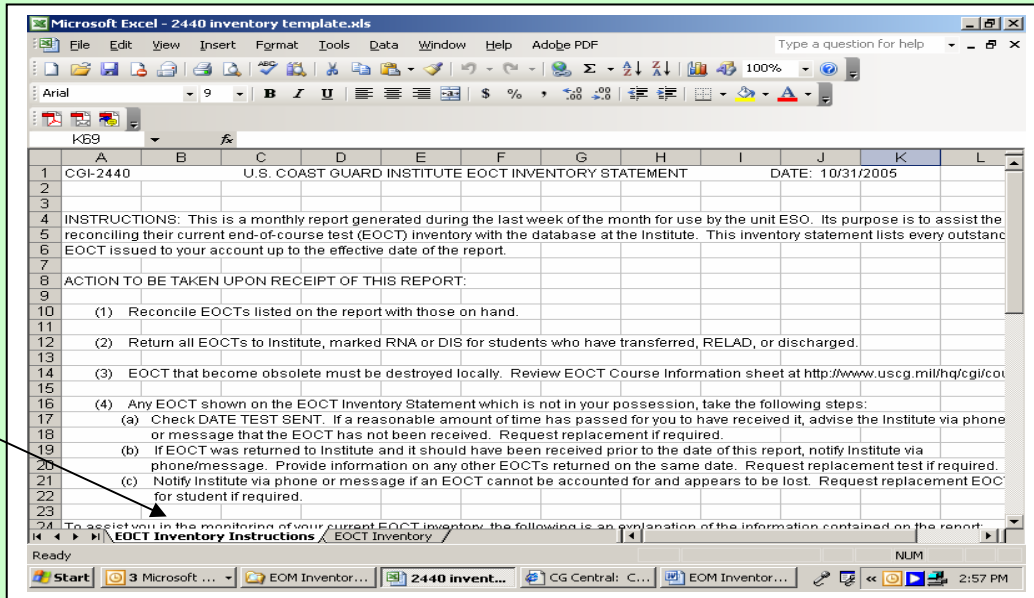 Microsoft Excel - 2440 inventory template.xls
File Edit View Insert Format Tools Data Window Help Adobe PDF Type a question for help
100%
Arial 9 B I U $ % ,
K69 fx
A B C D E F G H I J K L
1 CGI-2440 U.S. COAST GUARD INSTITUTE EOCT INVENTORY STATEMENT DATE: 10/31/2005
2
3
4 INSTRUCTIONS: This is a monthly report generated during the last week of the month for use by the unit ESO. Its purpose is to assist the
5 reconciling their current end-of-course test (EOCT) inventory with the database at the Institute. This inventory statement lists every outstanc
6 EOCT issued to your account up to the effective date of the report.
7
8 ACTION TO BE TAKEN UPON RECEIPT OF THIS REPORT:
9
10 (1) Reconcile EOCTs listed on the report with those on hand.
11
12 (2) Return all EOCTs to Institute, marked RNA or DIS for students who have transferred, RELAD, or discharged.
13
14 (3) EOCT that become obsolete must be destroyed locally. Review EOCT Course Information sheet at http://www.uscg.mil/hq/cgi/cou
15
16 (4) Any EOCT shown on the EOCT Inventory Statement which is not in your possession, take the following steps:
17 (a) Check DATE TEST SENT. If a reasonable amount of time has passed for you to have received it, advise the Institute via phone
18 or message that the EOCT has not been received. Request replacement if required.
19 (b) If EOCT was returned to Institute and it should have been received prior to the date of this report, notify Institute via
20 phone/message. Provide information on any other EOCTs returned on the same date. Request replacement test if required.
21 (c) Notify Institute via phone or message if an EOCT cannot be accounted for and appears to be lost. Request replacement EOC
22 for student if required.
23
24 To assist you in the monitoring of your current EOCT inventory, the following is an explanation of the information contained on the report:
EOCT Inventory Instructions EOCT Inventory
Ready NUM
Start 3 Microsoft ... EOM Inventor... 2440 invent... CG Central: C... EOM Inventor... « 2:57 PM